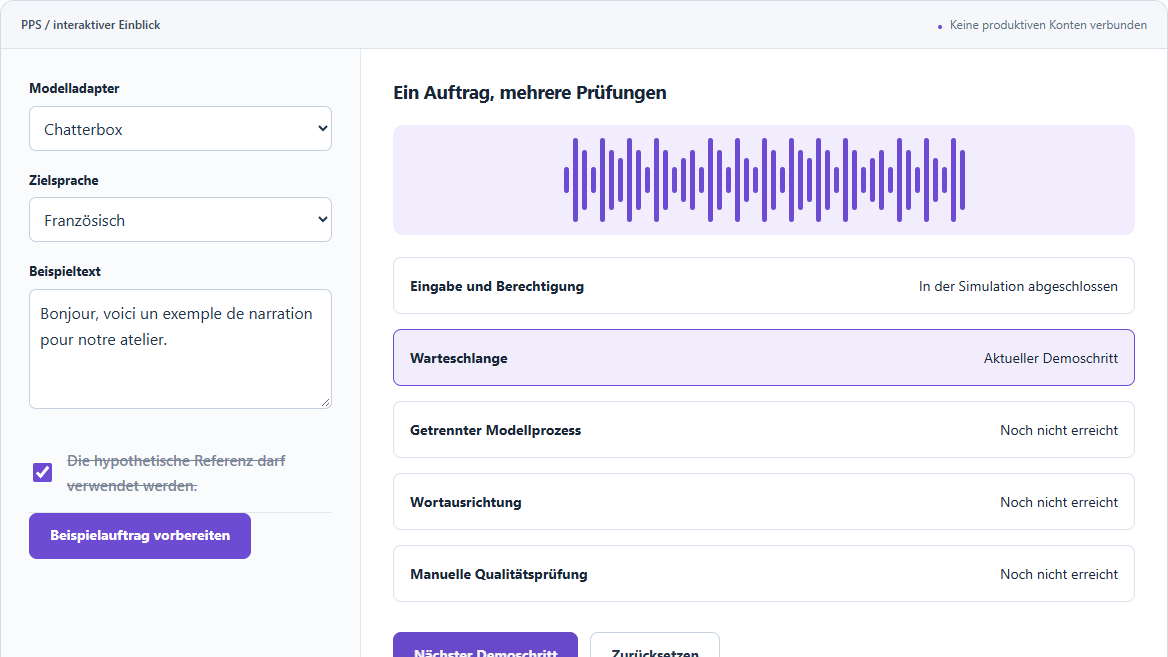 PPS / interaktiver Einblick
Keine produktiven Konten verbunden
Modelladapter
Chatterbox
Zielsprache
Französisch
Beispieltext
Bonjour, voici un exemple de narration
pour notre atelier.
Die hypothetische Referenz darf
verwendet werden.
Beispielauftrag vorbereiten
Ein Auftrag, mehrere Prüfungen
Eingabe und Berechtigung
In der Simulation abgeschlossen
Warteschlange
Aktueller Demoschritt
Getrennter Modellprozess
Noch nicht erreicht
Wortausrichtung
Noch nicht erreicht
Manuelle Qualitätsprüfung
Noch nicht erreicht
Nächster Demoschritt
Zurücksetzen